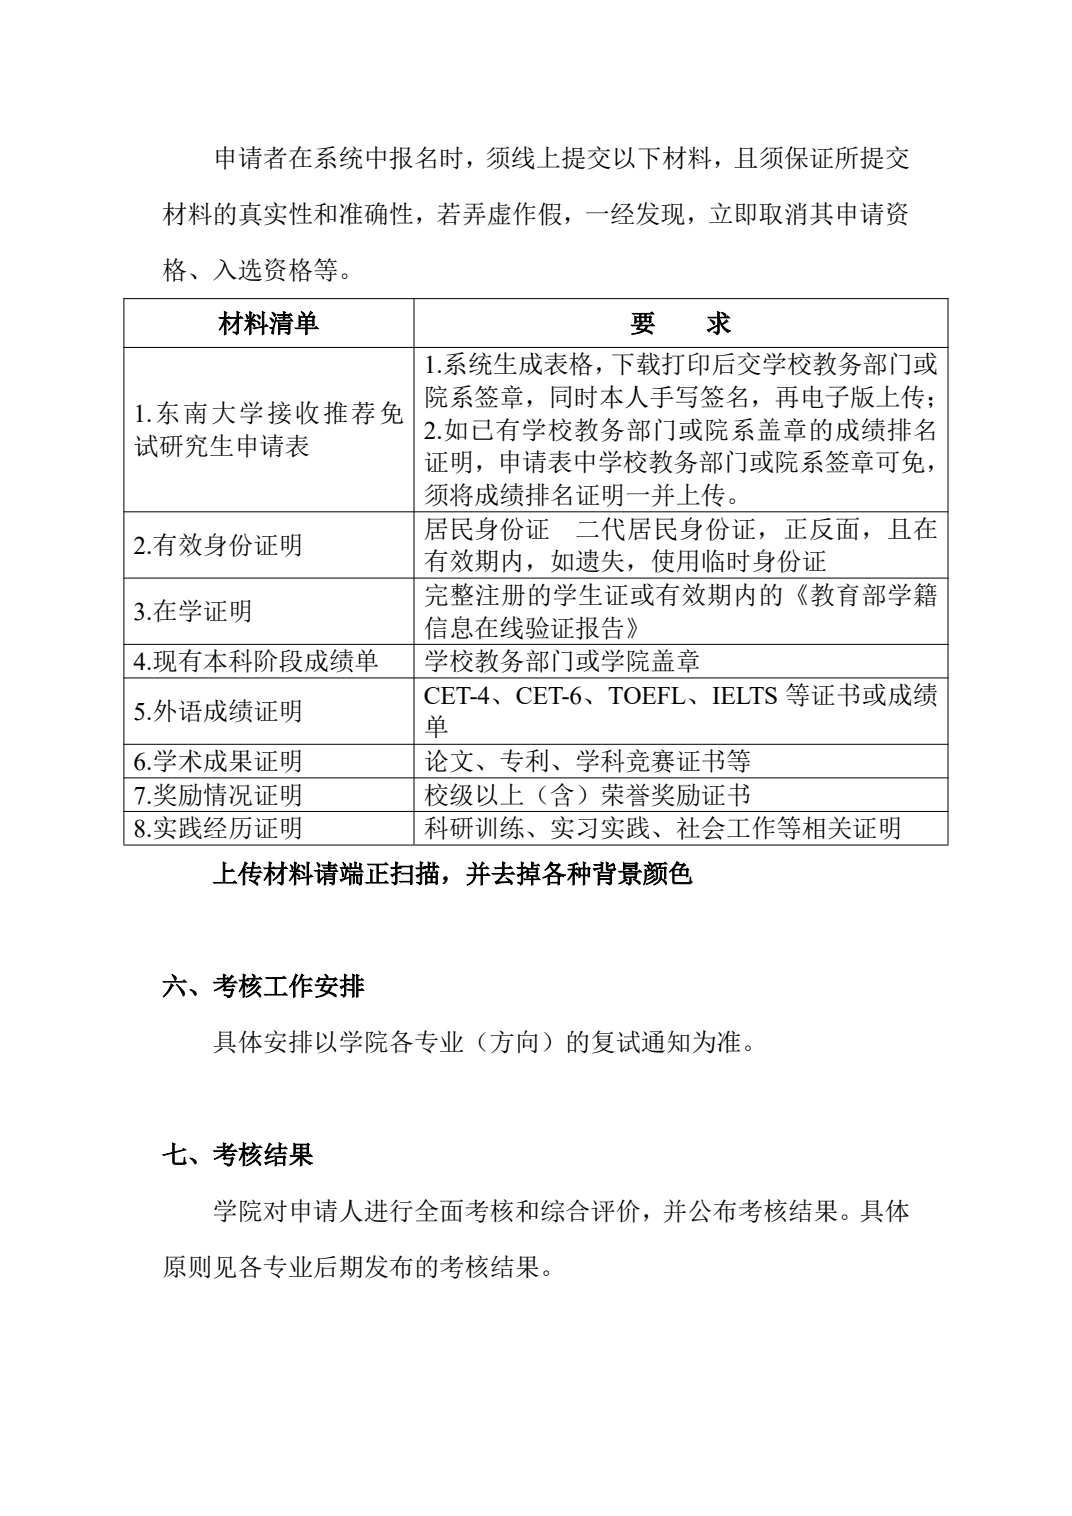 申请者在系统中报名时，须线上提交以下材料，且须保证所提交
材料的真实性和准确性，若弄虚作假，一经发现，立即取消其申请资
格、入选资格等。
材料清单 要 求
1.东南大学接收推荐免
试研究生申请表
1.系统生成表格，下载打印后交学校教务部门或
院系签章，同时本人手写签名，再电子版上传；
2.如已有学校教务部门或院系盖章的成绩排名
证明，申请表中学校教务部门或院系签章可免，
须将成绩排名证明一并上传。
2.有效身份证明
居民身份证 二代居民身份证，正反面，且在
有效期内，如遗失，使用临时身份证
3.在学证明
完整注册的学生证或有效期内的《教育部学籍
信息在线验证报告》
4.现有本科阶段成绩单 学校教务部门或学院盖章
5.外语成绩证明
CET-4、CET-6、TOEFL、IELTS 等证书或成绩
单
6.学术成果证明 论文、专利、学科竞赛证书等
7.奖励情况证明 校级以上（含）荣誉奖励证书
8.实践经历证明 科研训练、实习实践、社会工作等相关证明
上传材料请端正扫描，并去掉各种背景颜色
六、考核工作安排
具体安排以学院各专业（方向）的复试通知为准。
七、考核结果
学院对申请人进行全面考核和综合评价，并公布考核结果。具体
原则见各专业后期发布的考核结果。